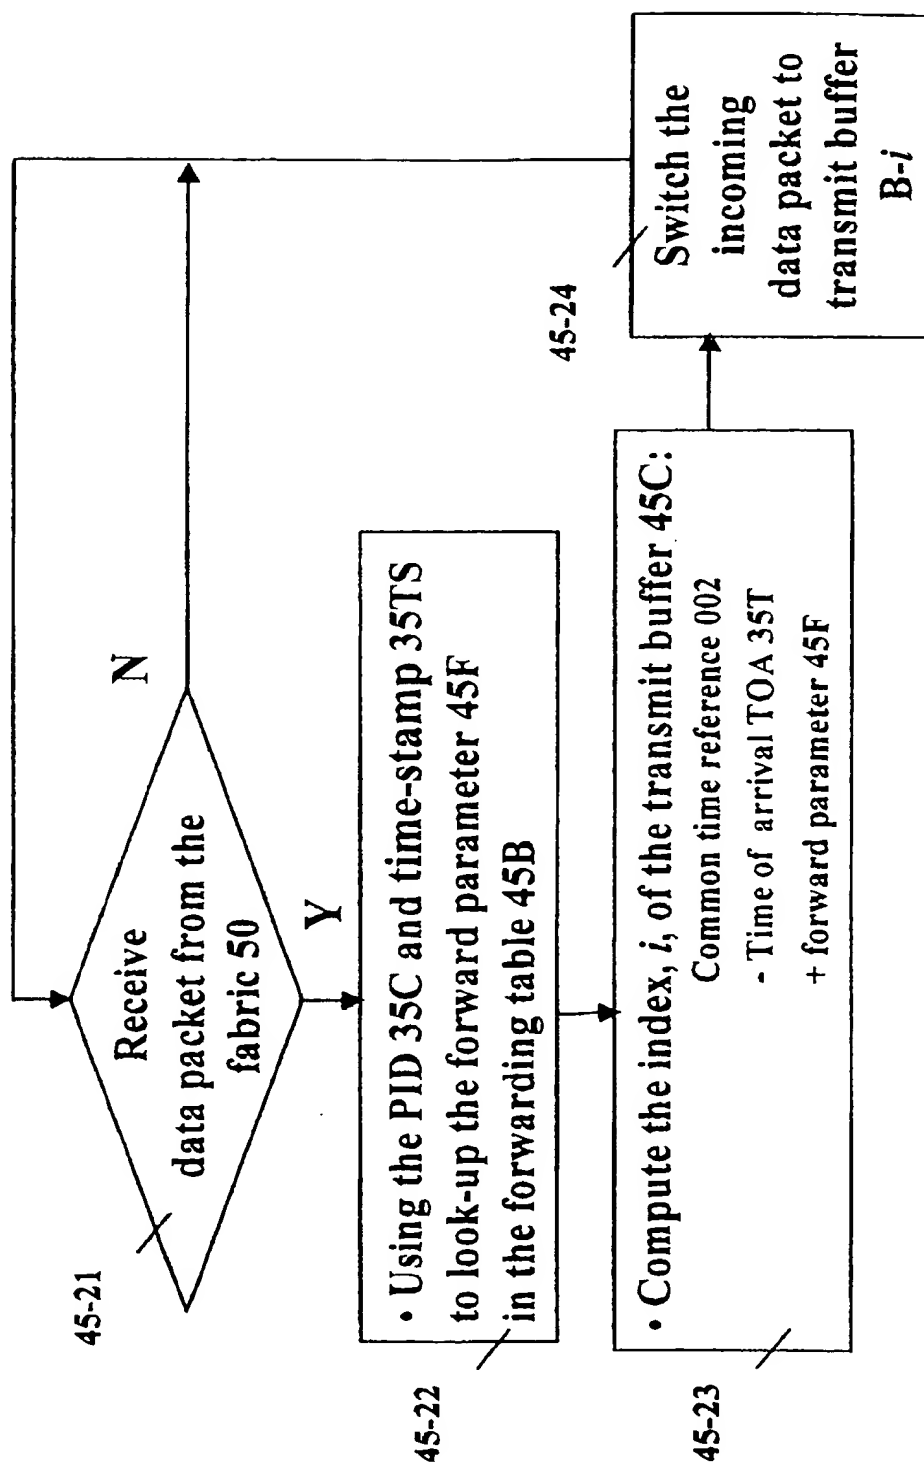 45-21
Receive
data packet from the
fabric 50
N
Y
45-22
• Using the PID 35C and time-stamp 35TS
to look-up the forward parameter 45F
in the forwarding table 45B
45-23
• Compute the index, i, of the transmit buffer 45C:
Common time reference 002
- Time of arrival TOA 35T
+ forward parameter 45F
45-24
Switch the
incoming
data packet to
transmit buffer
B-i